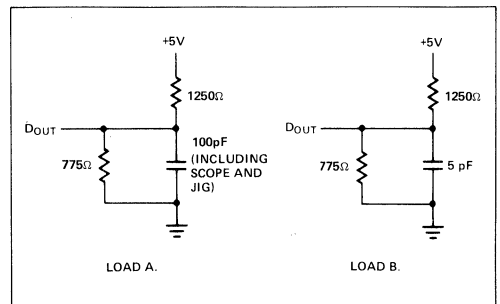 +5V
1250Ω
DOUT
775Ω
100pF
(INCLUDING
SCOPE AND
JIG)
LOAD A.
+5V
1250Ω
DOUT
775Ω
5 pF
LOAD B.